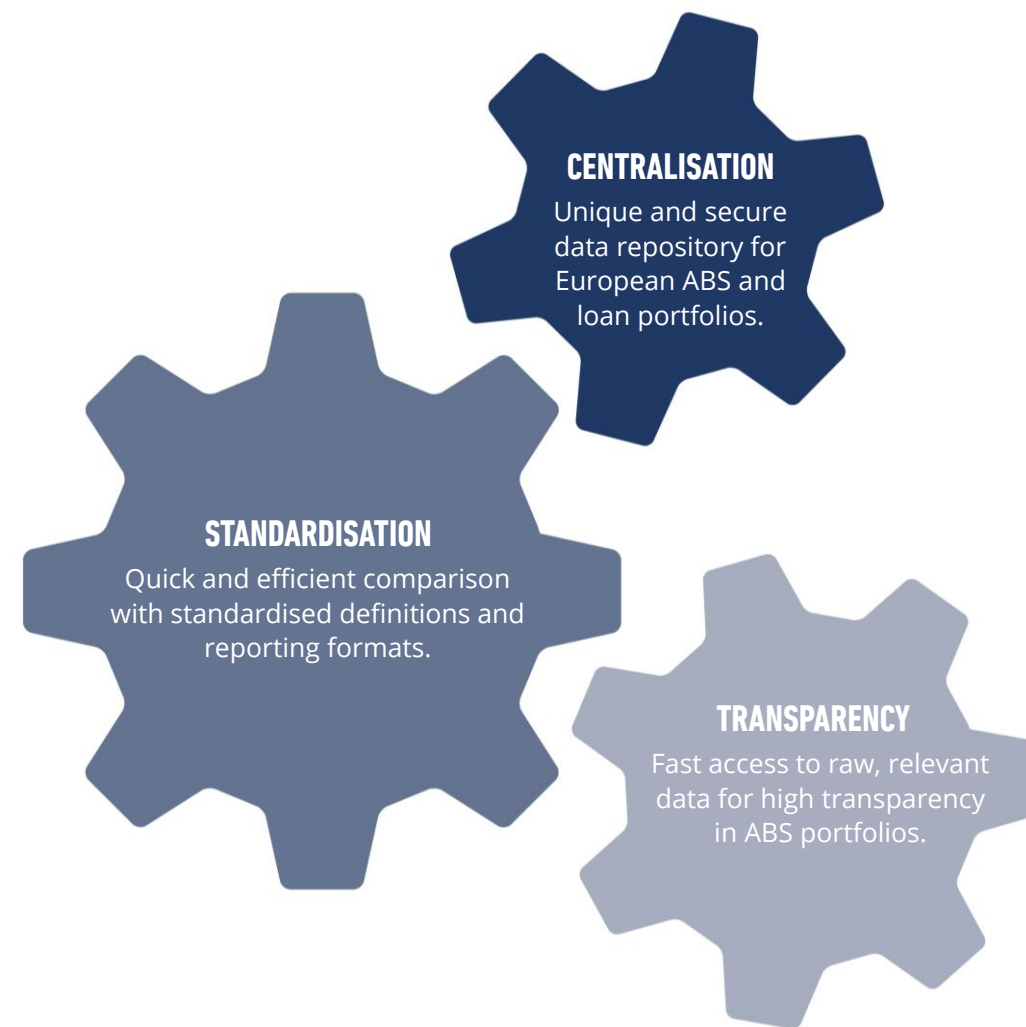 CENTRALISATION
Unique and secure
data repository for
European ABS and
loan portfolios.
STANDARDISATION
Quick and efficient comparison
with standardised definitions and
reporting formats.
TRANSPARENCY
Fast access to raw, relevant
data for high transparency
in ABS portfolios.